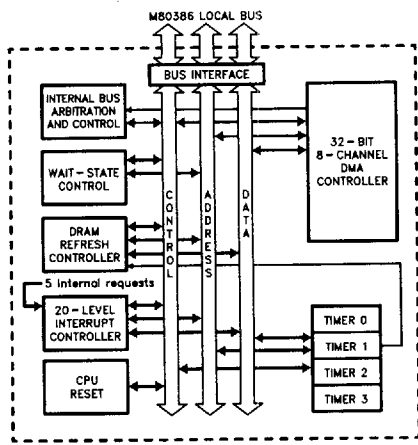 M80386 LOCAL BUS
BUS INTERFACE
INTERNAL BUS
ARBITRATION
AND CONTROL
WAIT-STATE
CONTROL
DRAM
REFRESH
CONTROLLER
5 Internal requests
20-LEVEL
INTERRUPT
CONTROLLER
CPU
RESET
CONTROL
ADDRESS
DATA
32-BIT
8-CHANNEL
DMA
CONTROLLER
TIMER 0
TIMER 1
TIMER 2
TIMER 3